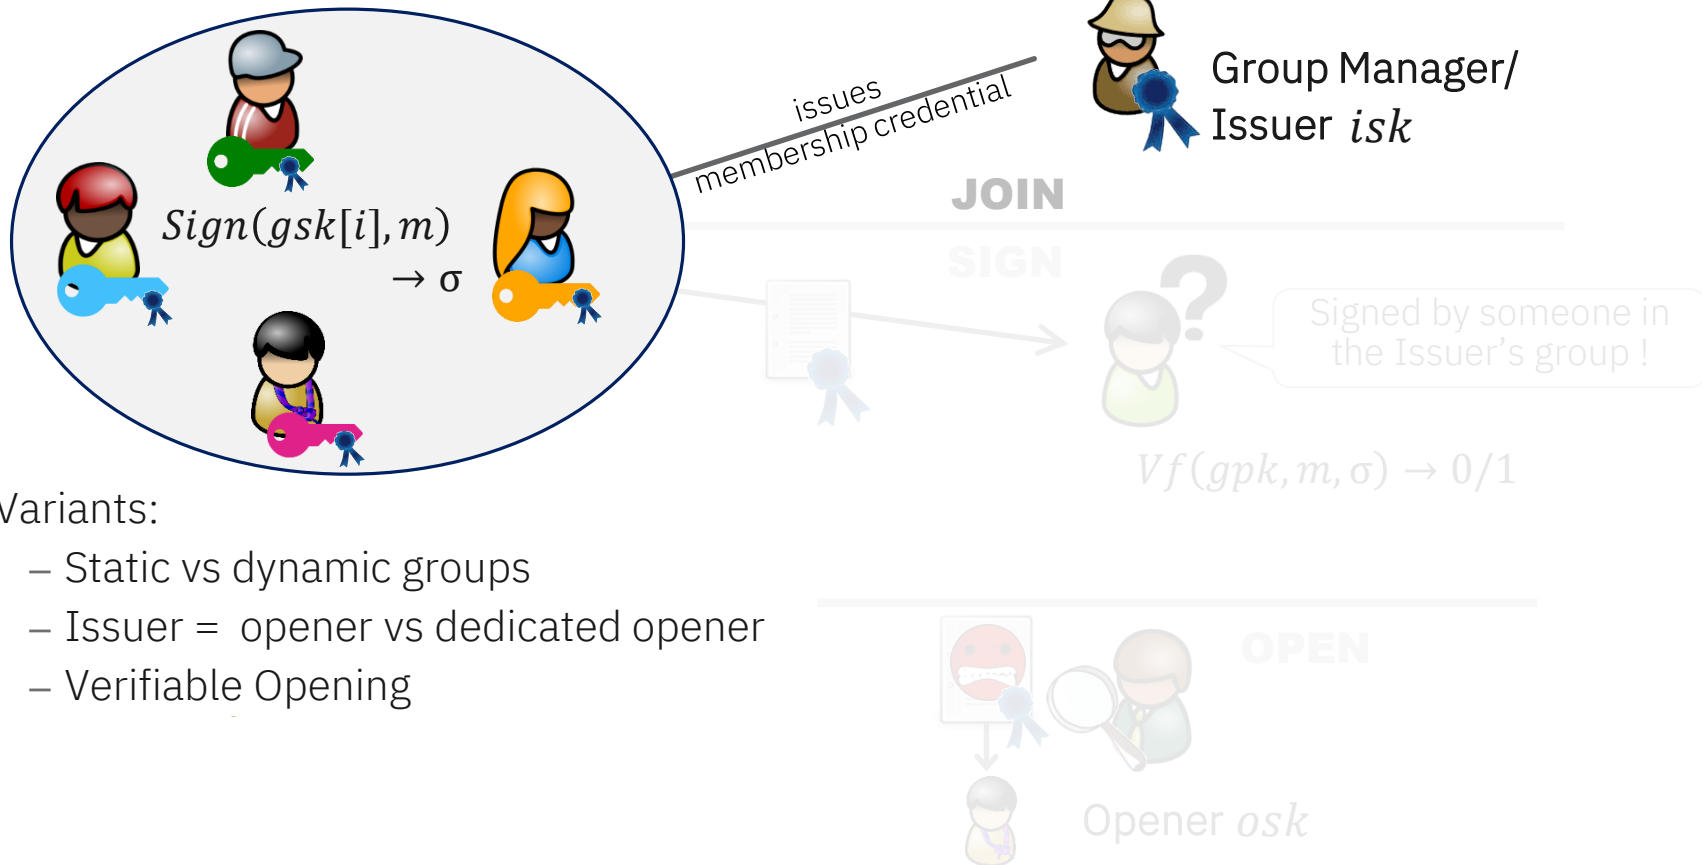 Group Manager/
Issuer isk
issues
membership credential
JOIN
Sign(gsk[i], m)
→ σ
SIGN
Signed by someone in
the Issuer’s group !
Vf(gpk, m, σ) → 0/1
Variants:
– Static vs dynamic groups
– Issuer = opener vs dedicated opener
– Verifiable Opening
OPEN
Opener osk